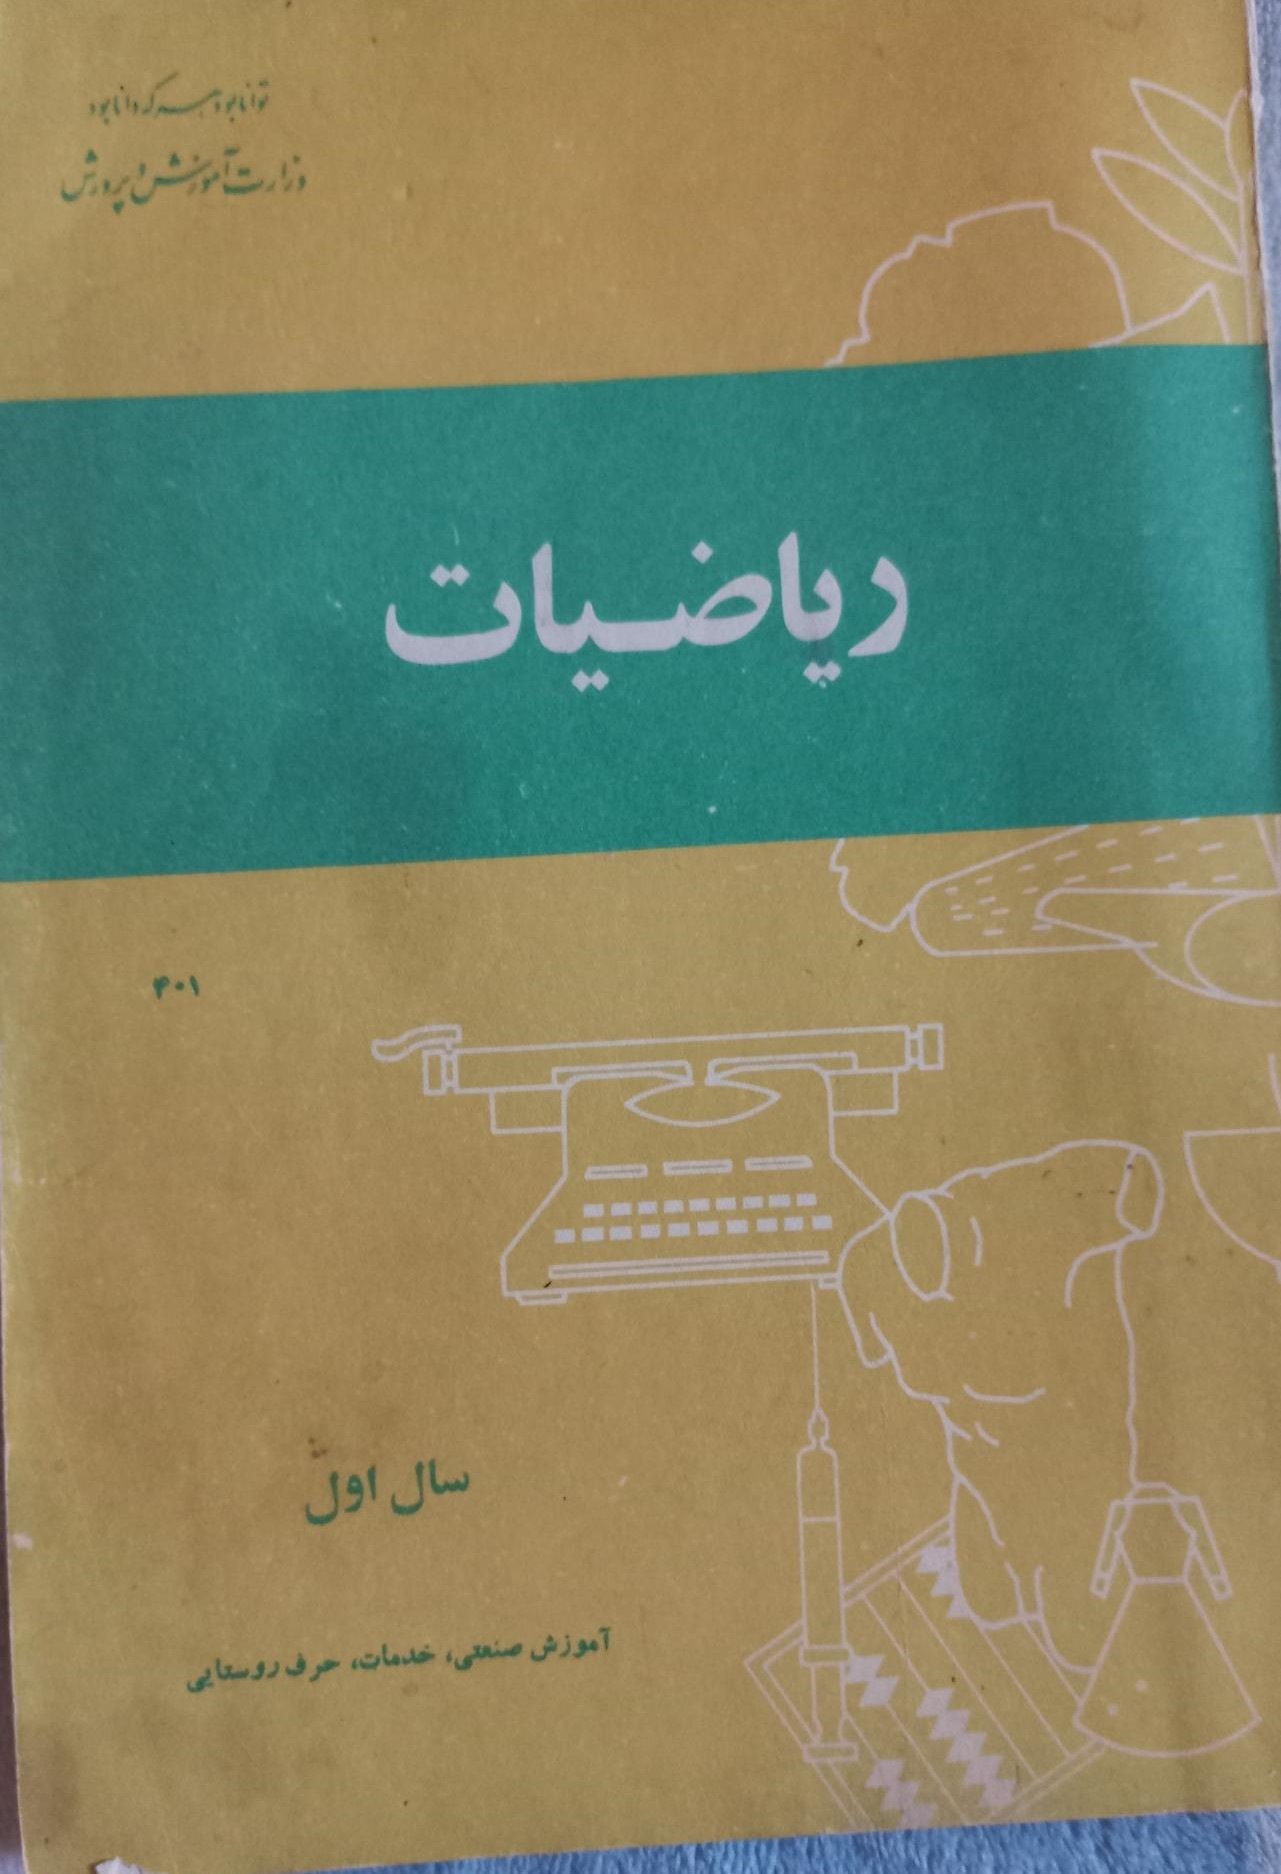 توانا بود هر که دانا بود
وزارت آموزش و پرورش
ریاضیات
۴۰۱
سال اول
آموزش صنعتی، خدمات، حرف روستایی